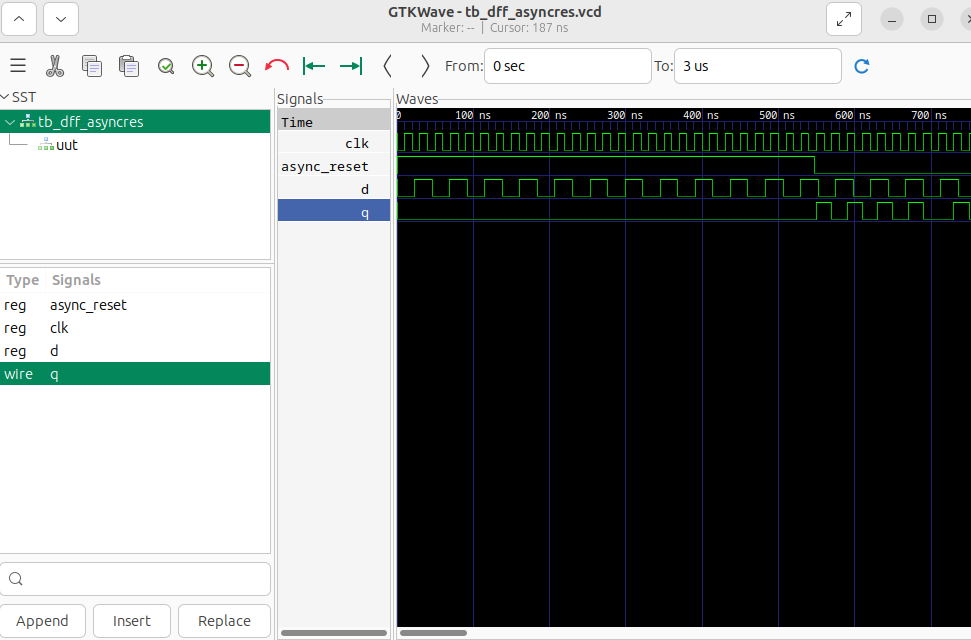 GTKWave - tb_dff_asyncres.vcd
Marker: -- | Cursor: 187 ns
From: 0 sec To: 3 us
SST
tb_dff_asyncres
uut
Type Signals
reg async_reset
reg clk
reg d
wire q
Append Insert Replace
Signals
Time
clk
async_reset
d
q
Waves
0 100 ns 200 ns 300 ns 400 ns 500 ns 600 ns 700 ns